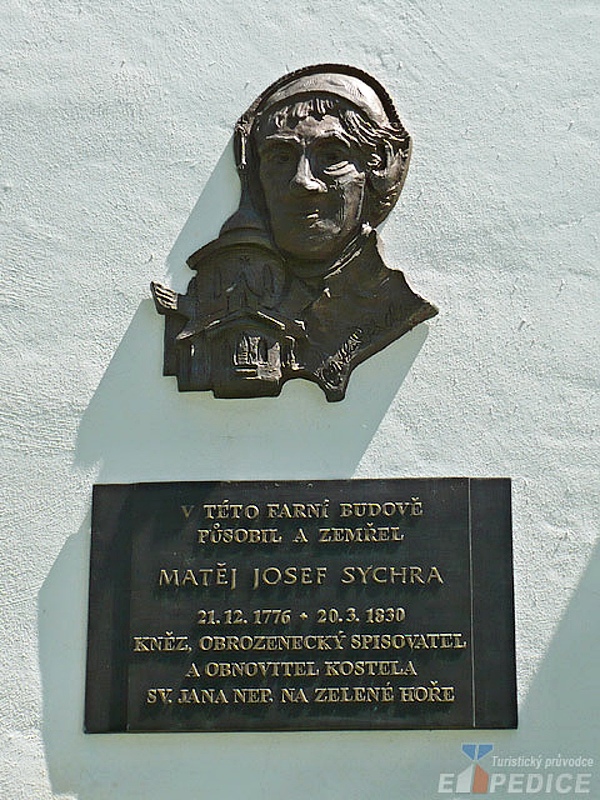 V TÉTO FARNÍ BUDOVĚ
PŮSOBIL A ZEMŘEL
MATĚJ JOSEF SYCHRA
21. 12. 1776 + 20. 3. 1830
KNĚZ, OBROZENECKÝ SPISOVATEL
A OBNOVITEL KOSTELA
SV. JANA NEP. NA ZELENÉ HOŘE
Turistický průvodce
EXPEDICE